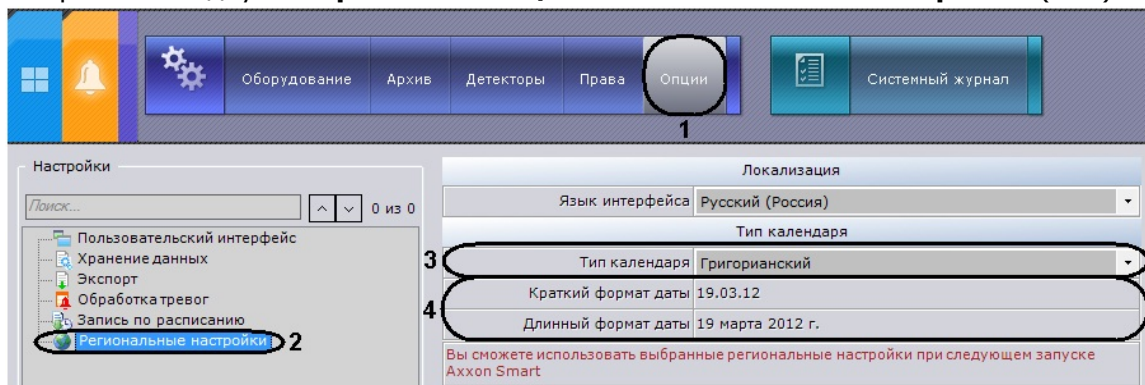 Оборудование Архив Детекторы Права Опции Системный журнал
1
Настройки
Поиск... 0 из 0
Пользовательский интерфейс
Хранение данных
Экспорт
Обработка тревог
Запись по расписанию
Региональные настройки 2
Локализация
Язык интерфейса Русский (Россия)
Тип календаря
3 Тип календаря Григорианский
4 Краткий формат даты 19.03.12
Длинный формат даты 19 марта 2012 г.
Вы сможете использовать выбранные региональные настройки при следующем запуске
Axxon Smart